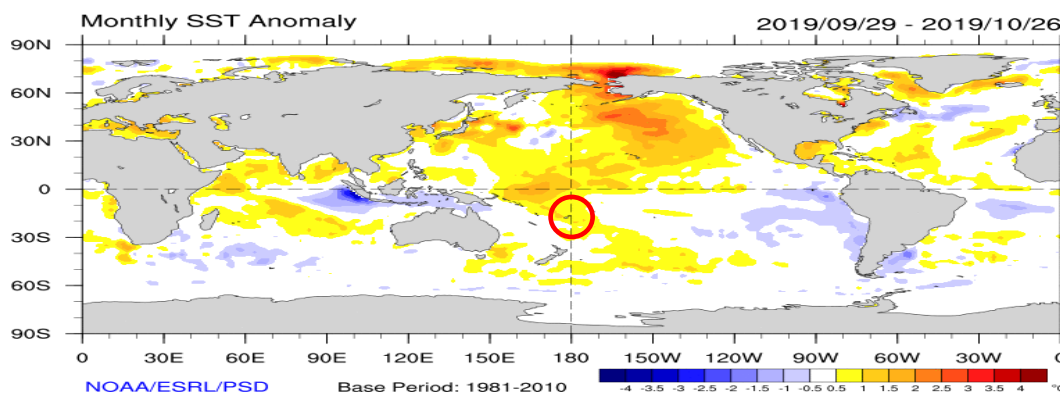 Monthly SST Anomaly 2019/09/29 - 2019/10/26
90N
60N
30N
0
30S
60S
90S
0 30E 60E 90E 120E 150E 180 150W 120W 90W 60W 30W 0
NOAA/ESRL/PSD Base Period: 1981-2010
-4 -3.5 -3 -2.5 -2 -1.5 -1 -0.5 0.5 1 1.5 2 2.5 3 3.5 4 °C